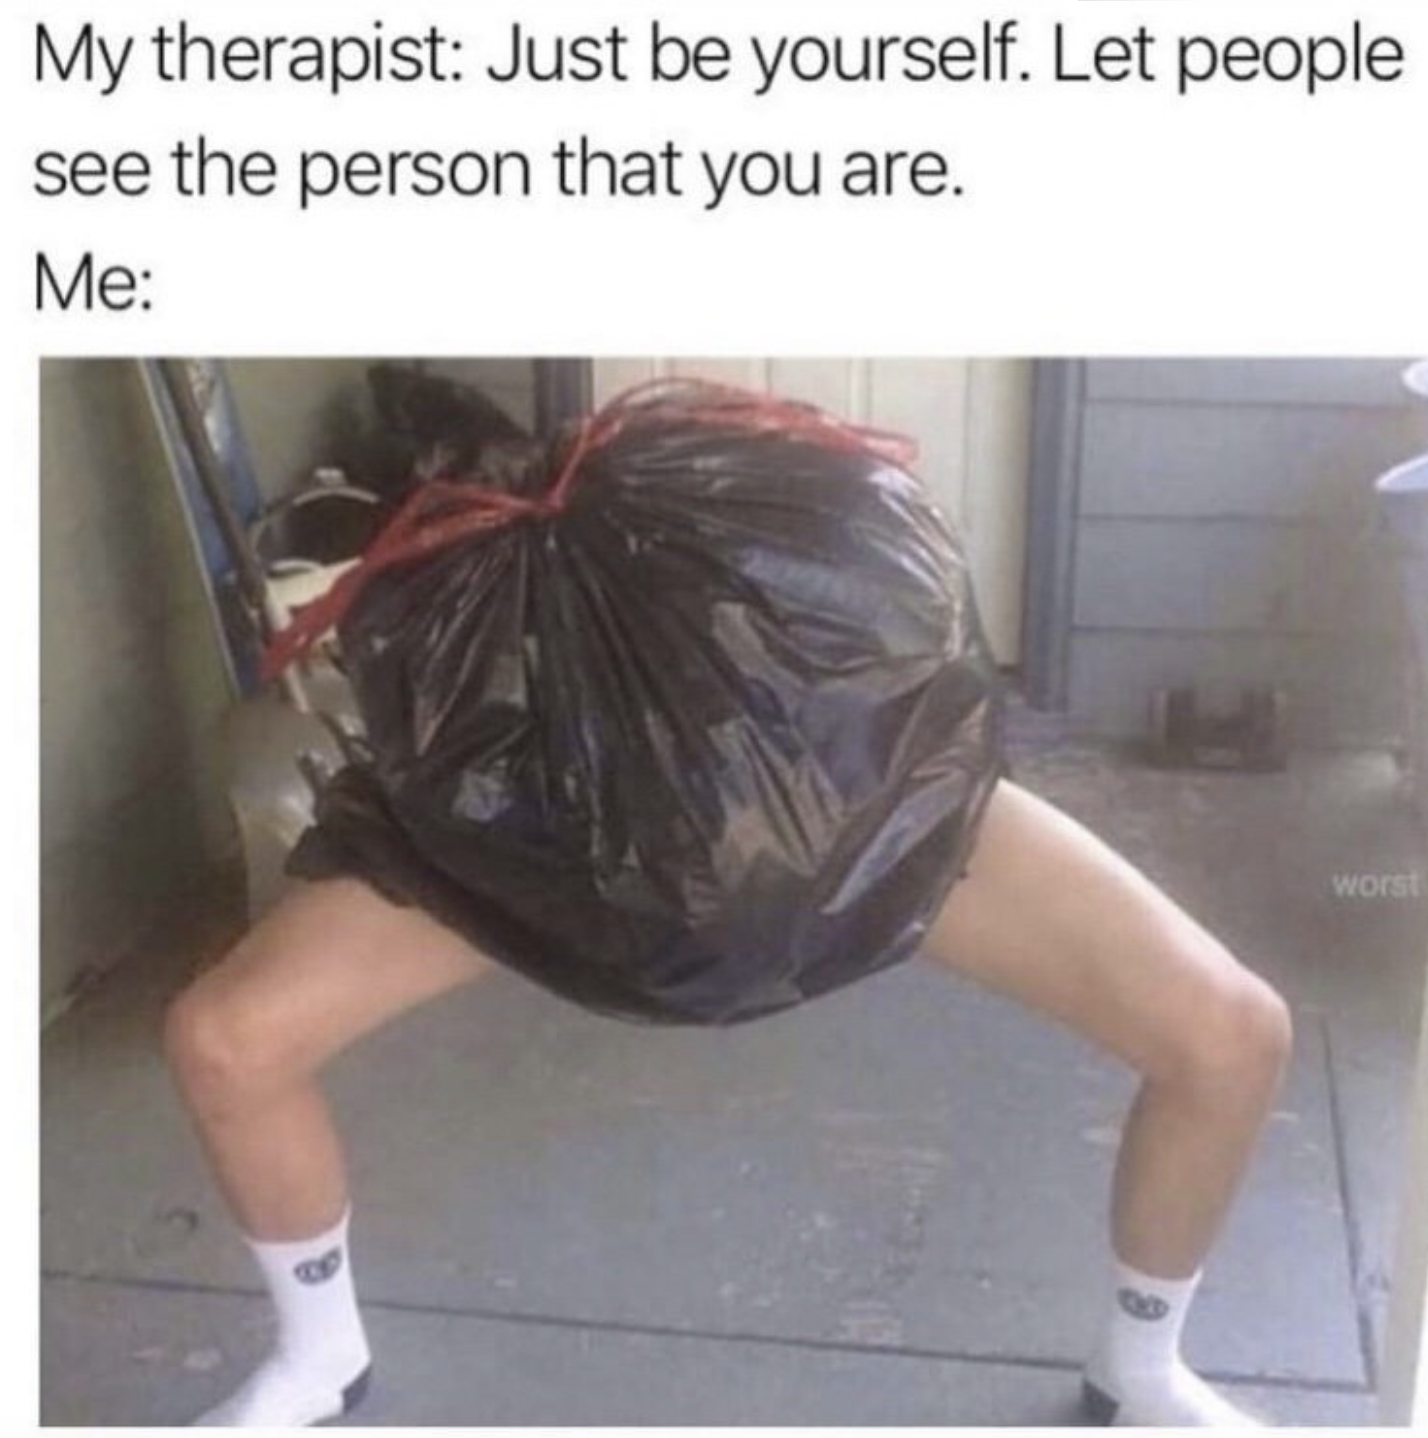 My therapist: Just be yourself. Let people
see the person that you are.
Me:
worst